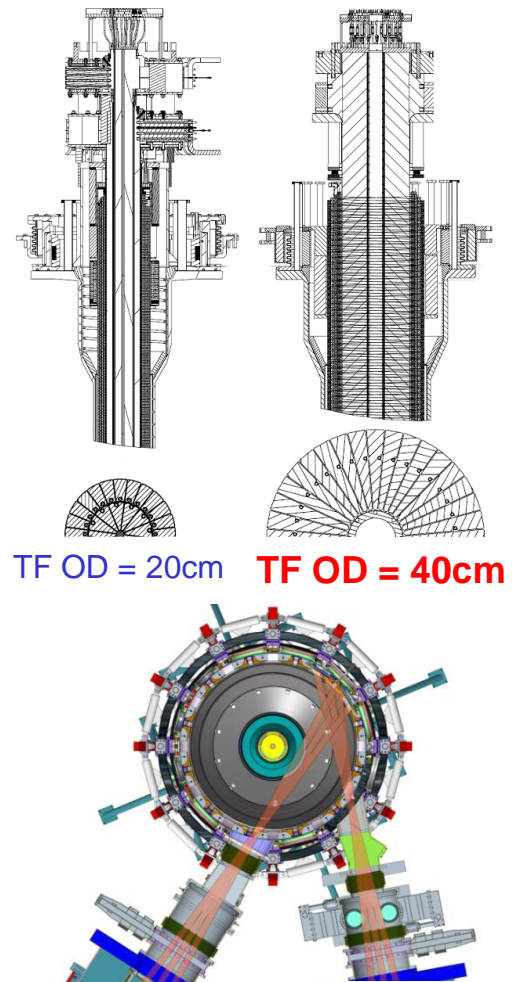 TF OD = 20cm
TF OD = 40cm